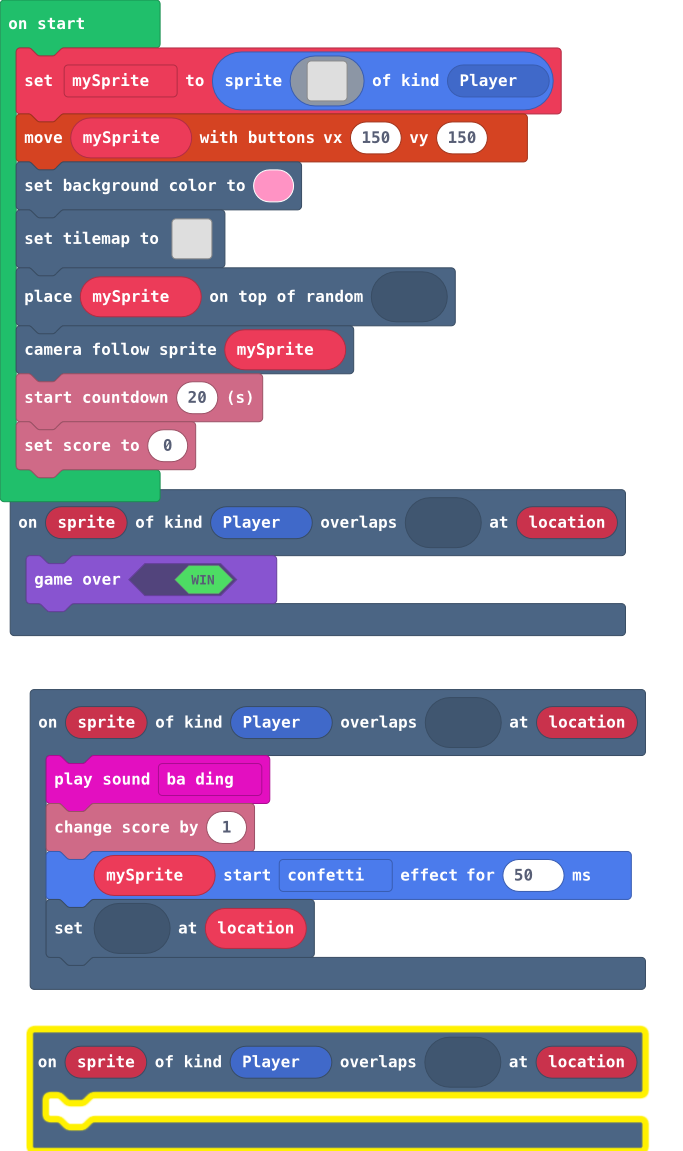 on start
set mySprite to sprite of kind Player
move mySprite with buttons vx 150 vy 150
set background color to
set tilemap to
place mySprite on top of random
camera follow sprite mySprite
start countdown 20 (s)
set score to 0
on sprite of kind Player overlaps at location
game over WIN
on sprite of kind Player overlaps at location
play sound ba ding
change score by 1
mySprite start confetti effect for 50 ms
set at location
on sprite of kind Player overlaps at location